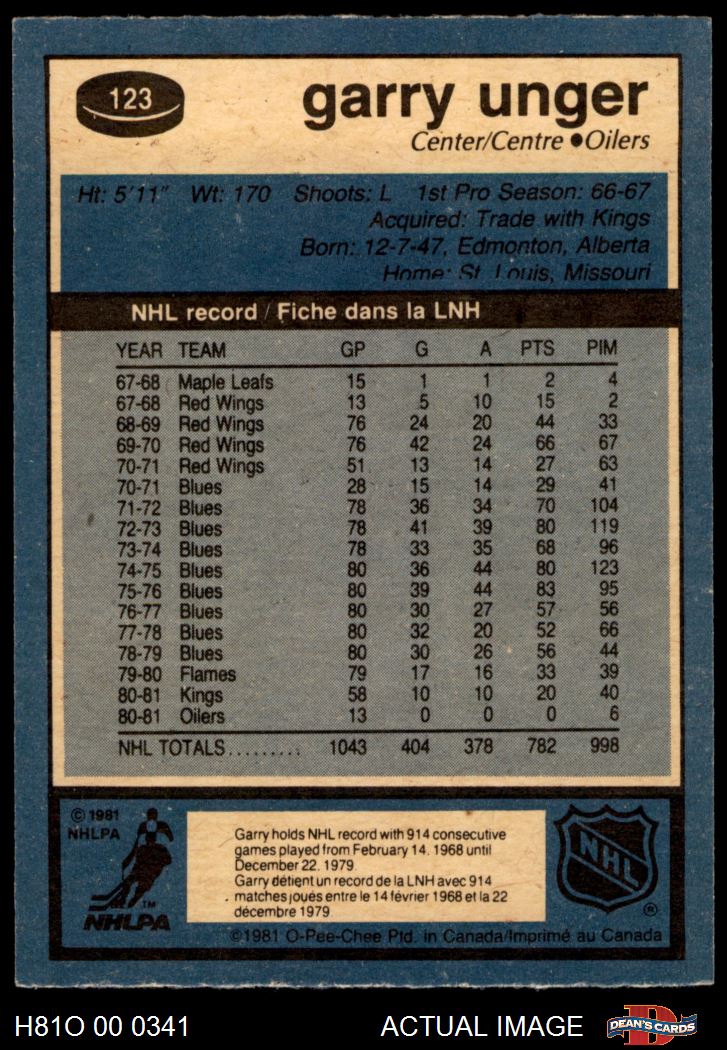 123
garry unger
Center/Centre ● Oilers
Ht: 5'11" Wt: 170 Shoots: L 1st Pro Season: 66-67
Acquired: Trade with Kings
Born: 12-7-47, Edmonton, Alberta
Home: St. Louis, Missouri
NHL record / Fiche dans la LNH
YEAR TEAM GP G A PTS PIM
67-68 Maple Leafs 15 1 1 2 4
67-68 Red Wings 13 5 10 15 2
68-69 Red Wings 76 24 20 44 33
69-70 Red Wings 76 42 24 66 67
70-71 Red Wings 51 13 14 27 63
70-71 Blues 28 15 14 29 41
71-72 Blues 78 36 34 70 104
72-73 Blues 78 41 39 80 119
73-74 Blues 78 33 35 68 96
74-75 Blues 80 36 44 80 123
75-76 Blues 80 39 44 83 95
76-77 Blues 80 30 27 57 56
77-78 Blues 80 32 20 52 66
78-79 Blues 80 30 26 56 44
79-80 Flames 79 17 16 33 39
80-81 Kings 58 10 10 20 40
80-81 Oilers 13 0 0 0 6
NHL TOTALS......... 1043 404 378 782 998
© 1981
NHLPA
TM
NHLPA
Garry holds NHL record with 914 consecutive
games played from February 14, 1968 until
December 22, 1979.
Garry détient un record de la LNH avec 914
matches joués entre le 14 février 1968 et la 22
décembre 1979.
NHL
®
©1981 O-Pee-Chee Ptd. in Canada/Imprimé au Canada
H81O 00 0341
ACTUAL IMAGE
DEAN'S CARDS